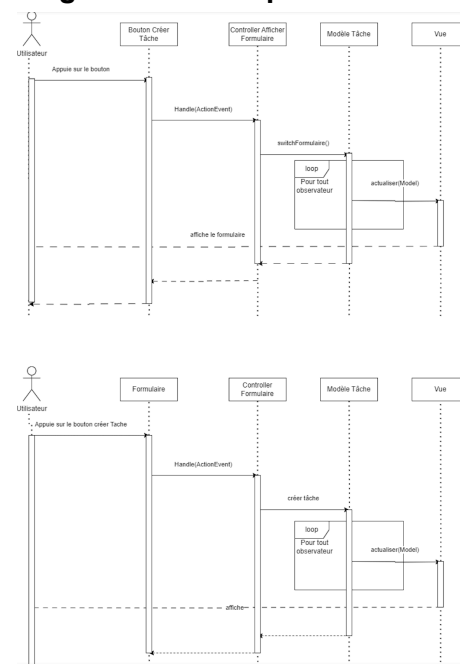 Utilisateur
Bouton Créer
Tâche
Controller Afficher
Formulaire
Modèle Tâche
Vue
Appuie sur le bouton
Handle(ActionEvent)
switchFormulaire()
loop
Pour tout
observateur
actualiser(Model)
affiche le formulaire
Utilisateur
Formulaire
Controller
Formulaire
Modèle Tâche
Vue
Appuie sur le bouton créer Tache
Handle(ActionEvent)
créer tâche
loop
Pour tout
observateur
actualiser(Model)
affiche